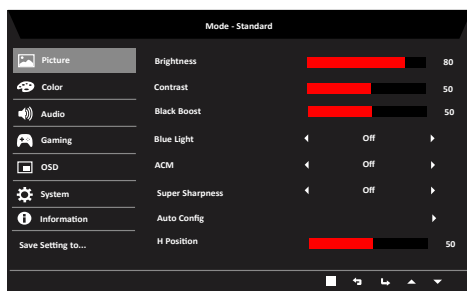 Mode - Standard
Picture
Color
Audio
Gaming
OSD
System
Information
Save Setting to...
Brightness 80
Contrast 50
Black Boost 50
Blue Light Off
ACM Off
Super Sharpness Off
Auto Config
H Position 50